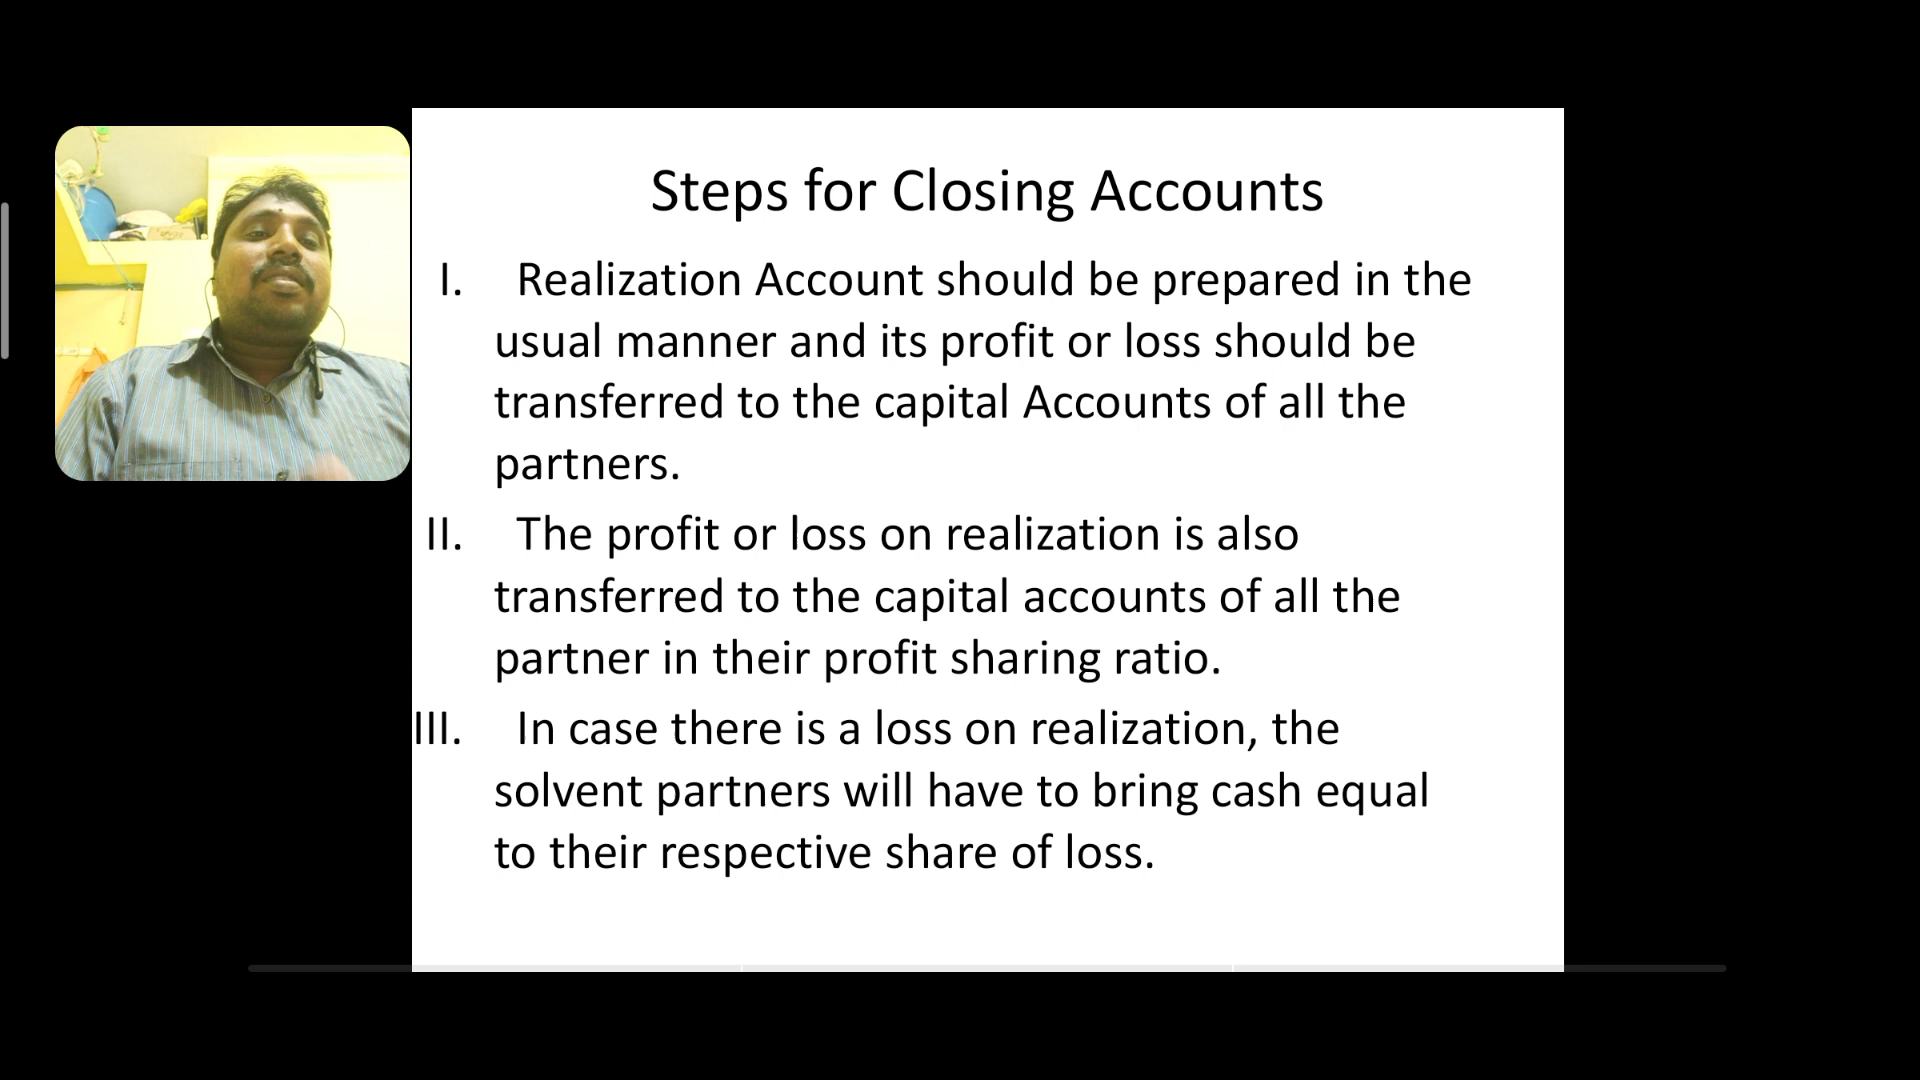 Steps for Closing Accounts
I. Realization Account should be prepared in the
usual manner and its profit or loss should be
transferred to the capital Accounts of all the
partners.
II. The profit or loss on realization is also
transferred to the capital accounts of all the
partner in their profit sharing ratio.
III. In case there is a loss on realization, the
solvent partners will have to bring cash equal
to their respective share of loss.